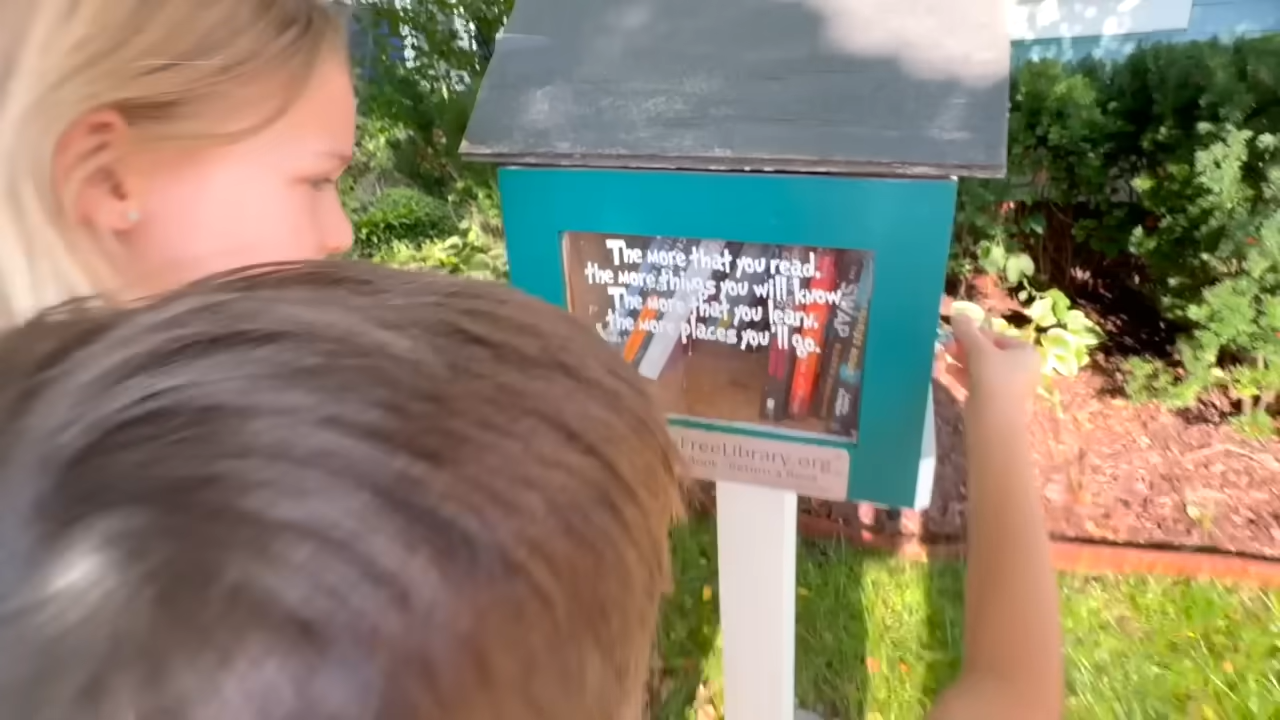 The more that you read,
the more things you will know.
The more that you learn,
the more places you'll go.
SWAP
FreeLibrary.org